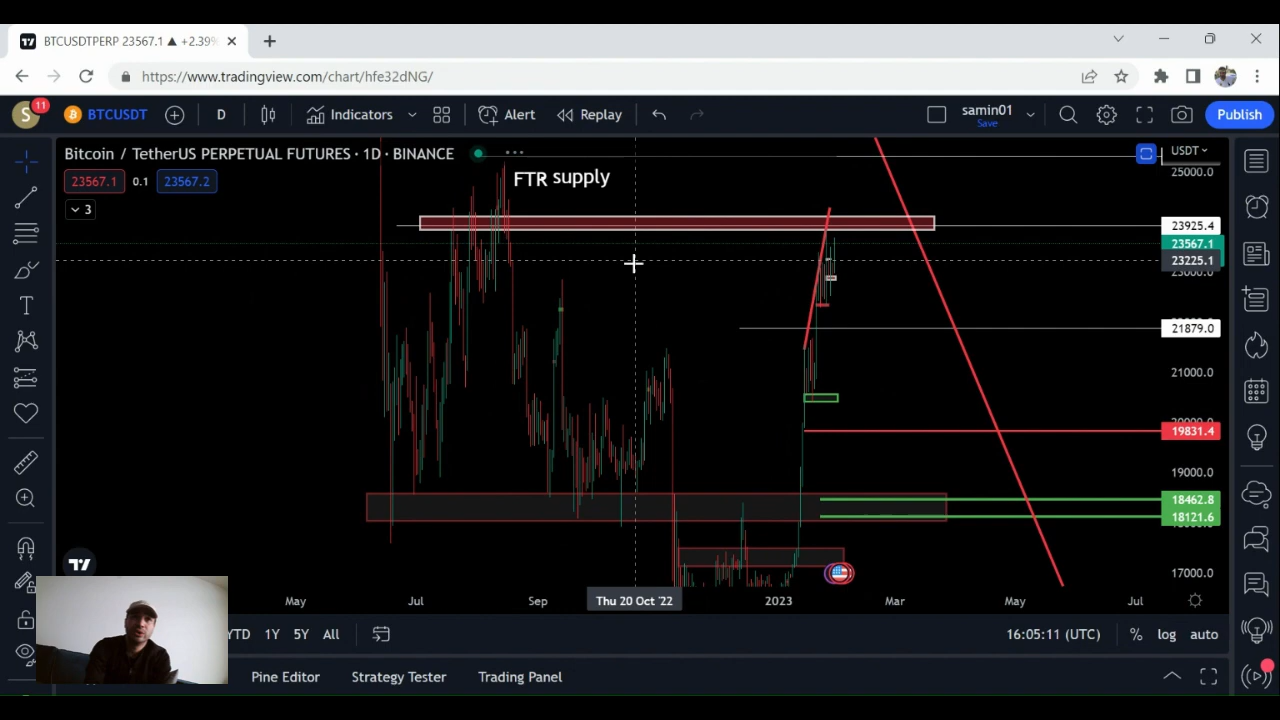 BTCUSDTPERP 23567.1 ▲ +2.39%
https://www.tradingview.com/chart/hfe32dNG/
S 11 BTCUSDT D Indicators Alert Replay samin01 Save Publish
Bitcoin / TetherUS PERPETUAL FUTURES · 1D · BINANCE
USDT
23567.1 0.1 23567.2
3
FTR supply
25000.0
23925.4
23567.1
23225.1
23000.0
21879.0
21000.0
19831.4
19000.0
18462.8
18121.6
17000.0
May Jul Sep Thu 20 Oct '22 2023 Mar May Jul
YTD 1Y 5Y All 16:05:11 (UTC) % log auto
Pine Editor Strategy Tester Trading Panel